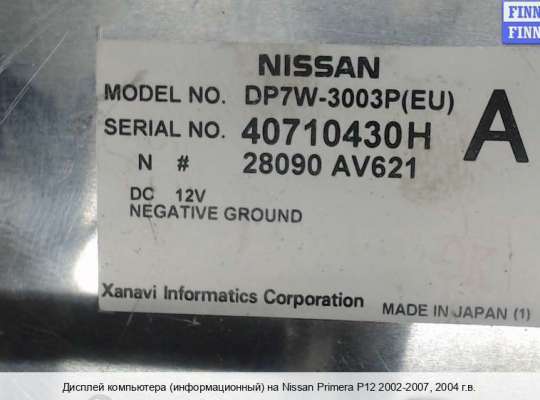 FINN
FINN
NISSAN
MODEL NO. DP7W-3003P(EU)
SERIAL NO. 40710430H A
N # 28090 AV621
DC 12V
NEGATIVE GROUND
Xanavi Informatics Corporation
MADE IN JAPAN (1)
Дисплей компьютера (информационный) на Nissan Primera P12 2002-2007, 2004 г.в.